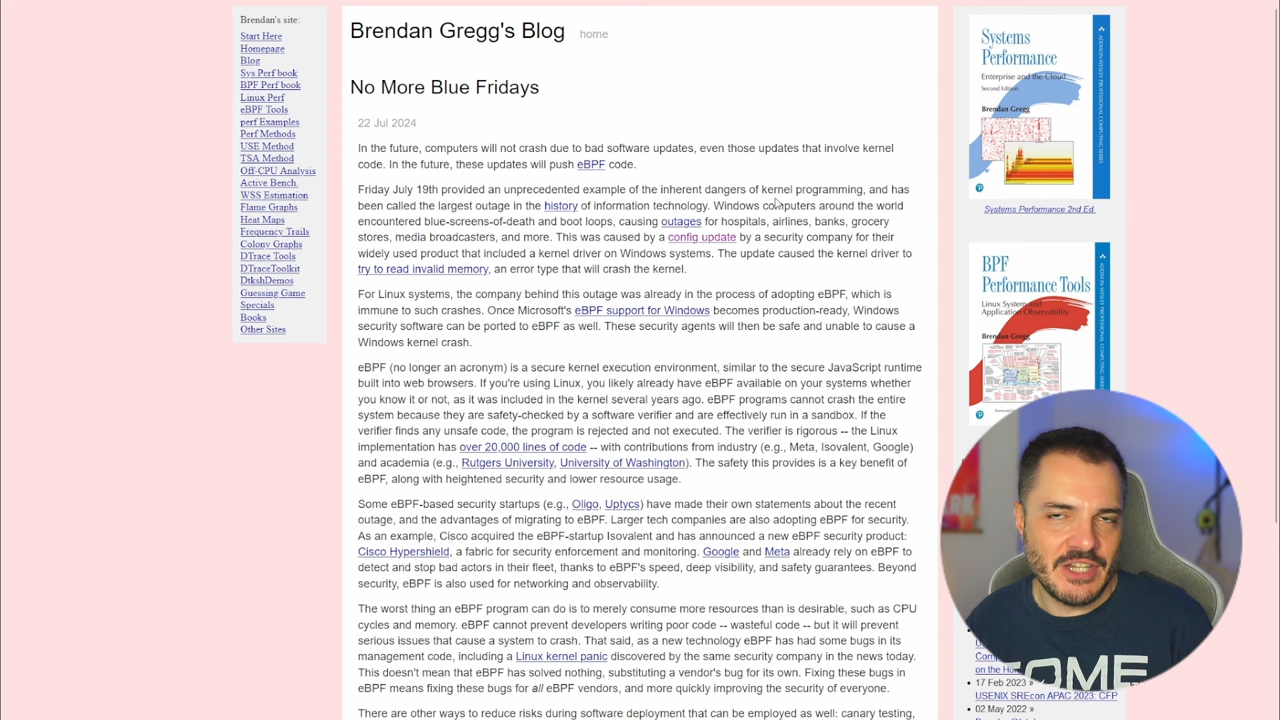 Brendan's site:
Start Here
Homepage
Blog
Sys Perf book
BPF Perf book
Linux Perf
eBPF Tools
perf Examples
Perf Methods
USE Method
TSA Method
Off-CPU Analysis
Active Bench.
WSS Estimation
Flame Graphs
Heat Maps
Frequency Trails
Colony Graphs
DTrace Tools
DTraceToolkit
DtkshDemos
Guessing Game
Specials
Books
Other Sites
Brendan Gregg's Blog home
No More Blue Fridays
22 Jul 2024
In the future, computers will not crash due to bad software updates, even those updates that involve kernel
code. In the future, these updates will push eBPF code.
Friday July 19th provided an unprecedented example of the inherent dangers of kernel programming, and has
been called the largest outage in the history of information technology. Windows computers around the world
encountered blue-screens-of-death and boot loops, causing outages for hospitals, airlines, banks, grocery
stores, media broadcasters, and more. This was caused by a config update by a security company for their
widely used product that included a kernel driver on Windows systems. The update caused the kernel driver to
try to read invalid memory, an error type that will crash the kernel.
For Linux systems, the company behind this outage was already in the process of adopting eBPF, which is
immune to such crashes. Once Microsoft's eBPF support for Windows becomes production-ready, Windows
security software can be ported to eBPF as well. These security agents will then be safe and unable to cause a
Windows kernel crash.
eBPF (no longer an acronym) is a secure kernel execution environment, similar to the secure JavaScript runtime
built into web browsers. If you're using Linux, you likely already have eBPF available on your systems whether
you know it or not, as it was included in the kernel several years ago. eBPF programs cannot crash the entire
system because they are safety-checked by a software verifier and are effectively run in a sandbox. If the
verifier finds any unsafe code, the program is rejected and not executed. The verifier is rigorous -- the Linux
implementation has over 20,000 lines of code -- with contributions from industry (e.g., Meta, Isovalent, Google)
and academia (e.g., Rutgers University, University of Washington). The safety this provides is a key benefit of
eBPF, along with heightened security and lower resource usage.
Some eBPF-based security startups (e.g., Oligo, Uptycs) have made their own statements about the recent
outage, and the advantages of migrating to eBPF. Larger tech companies are also adopting eBPF for security.
As an example, Cisco acquired the eBPF-startup Isovalent and has announced a new eBPF security product:
Cisco Hypershield, a fabric for security enforcement and monitoring. Google and Meta already rely on eBPF to
detect and stop bad actors in their fleet, thanks to eBPF's speed, deep visibility, and safety guarantees. Beyond
security, eBPF is also used for networking and observability.
The worst thing an eBPF program can do is to merely consume more resources than is desirable, such as CPU
cycles and memory. eBPF cannot prevent developers writing poor code -- wasteful code -- but it will prevent
serious issues that cause a system to crash. That said, as a new technology eBPF has had some bugs in its
management code, including a Linux kernel panic discovered by the same security company in the news today.
This doesn't mean that eBPF has solved nothing, substituting a vendor's bug for its own. Fixing these bugs in
eBPF means fixing these bugs for all eBPF vendors, and more quickly improving the security of everyone.
There are other ways to reduce risks during software deployment that can be employed as well: canary testing,
Systems
Performance
Enterprise and the Cloud
Second Edition
Brendan Gregg
Systems Performance 2nd Ed.
BPF
Performance Tools
Linux System and
Application Observability
Brendan Gregg
on the Ho
17 Feb 2023 »
USENIX SREcon APAC 2023: CFP
02 May 2022 »
OME